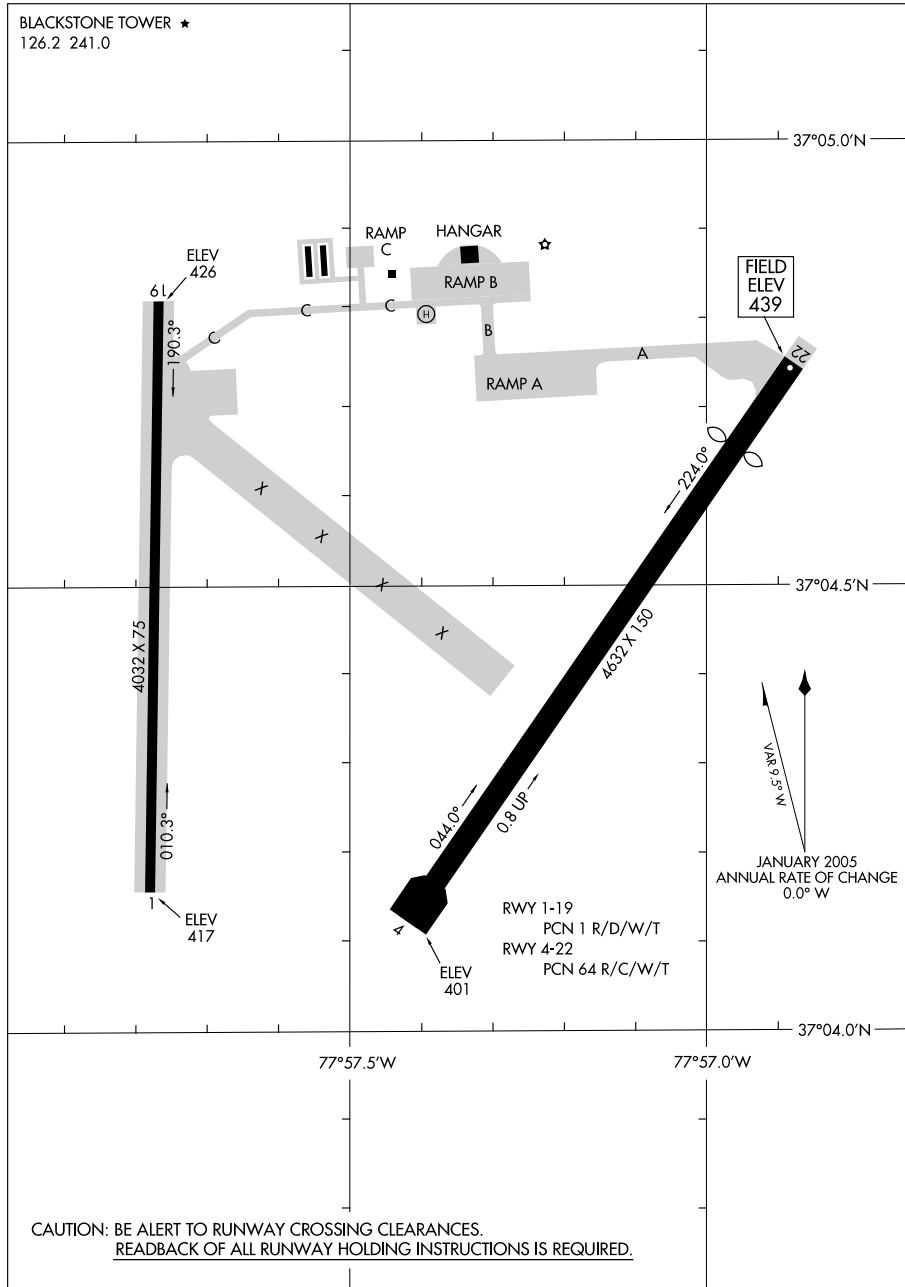 BLACKSTONE TOWER ★
126.2 241.0
37°05.0'N
RAMP
C
HANGAR
ELEV
426
FIELD
ELEV
439
RAMP B
19
C
C
H
190.3°
C
B
A
22
RAMP A
224.0°
X
X
X
37°04.5'N
X
4032 X 75
4632 X 150
VAR 9.5° W
010.3°
044.0°
0.8 UP
JANUARY 2005
ANNUAL RATE OF CHANGE
0.0° W
1
ELEV
417
4
ELEV
401
RWY 1-19
PCN 1 R/D/W/T
RWY 4-22
PCN 64 R/C/W/T
37°04.0'N
77°57.5'W
77°57.0'W
CAUTION: BE ALERT TO RUNWAY CROSSING CLEARANCES.
READBACK OF ALL RUNWAY HOLDING INSTRUCTIONS IS REQUIRED.